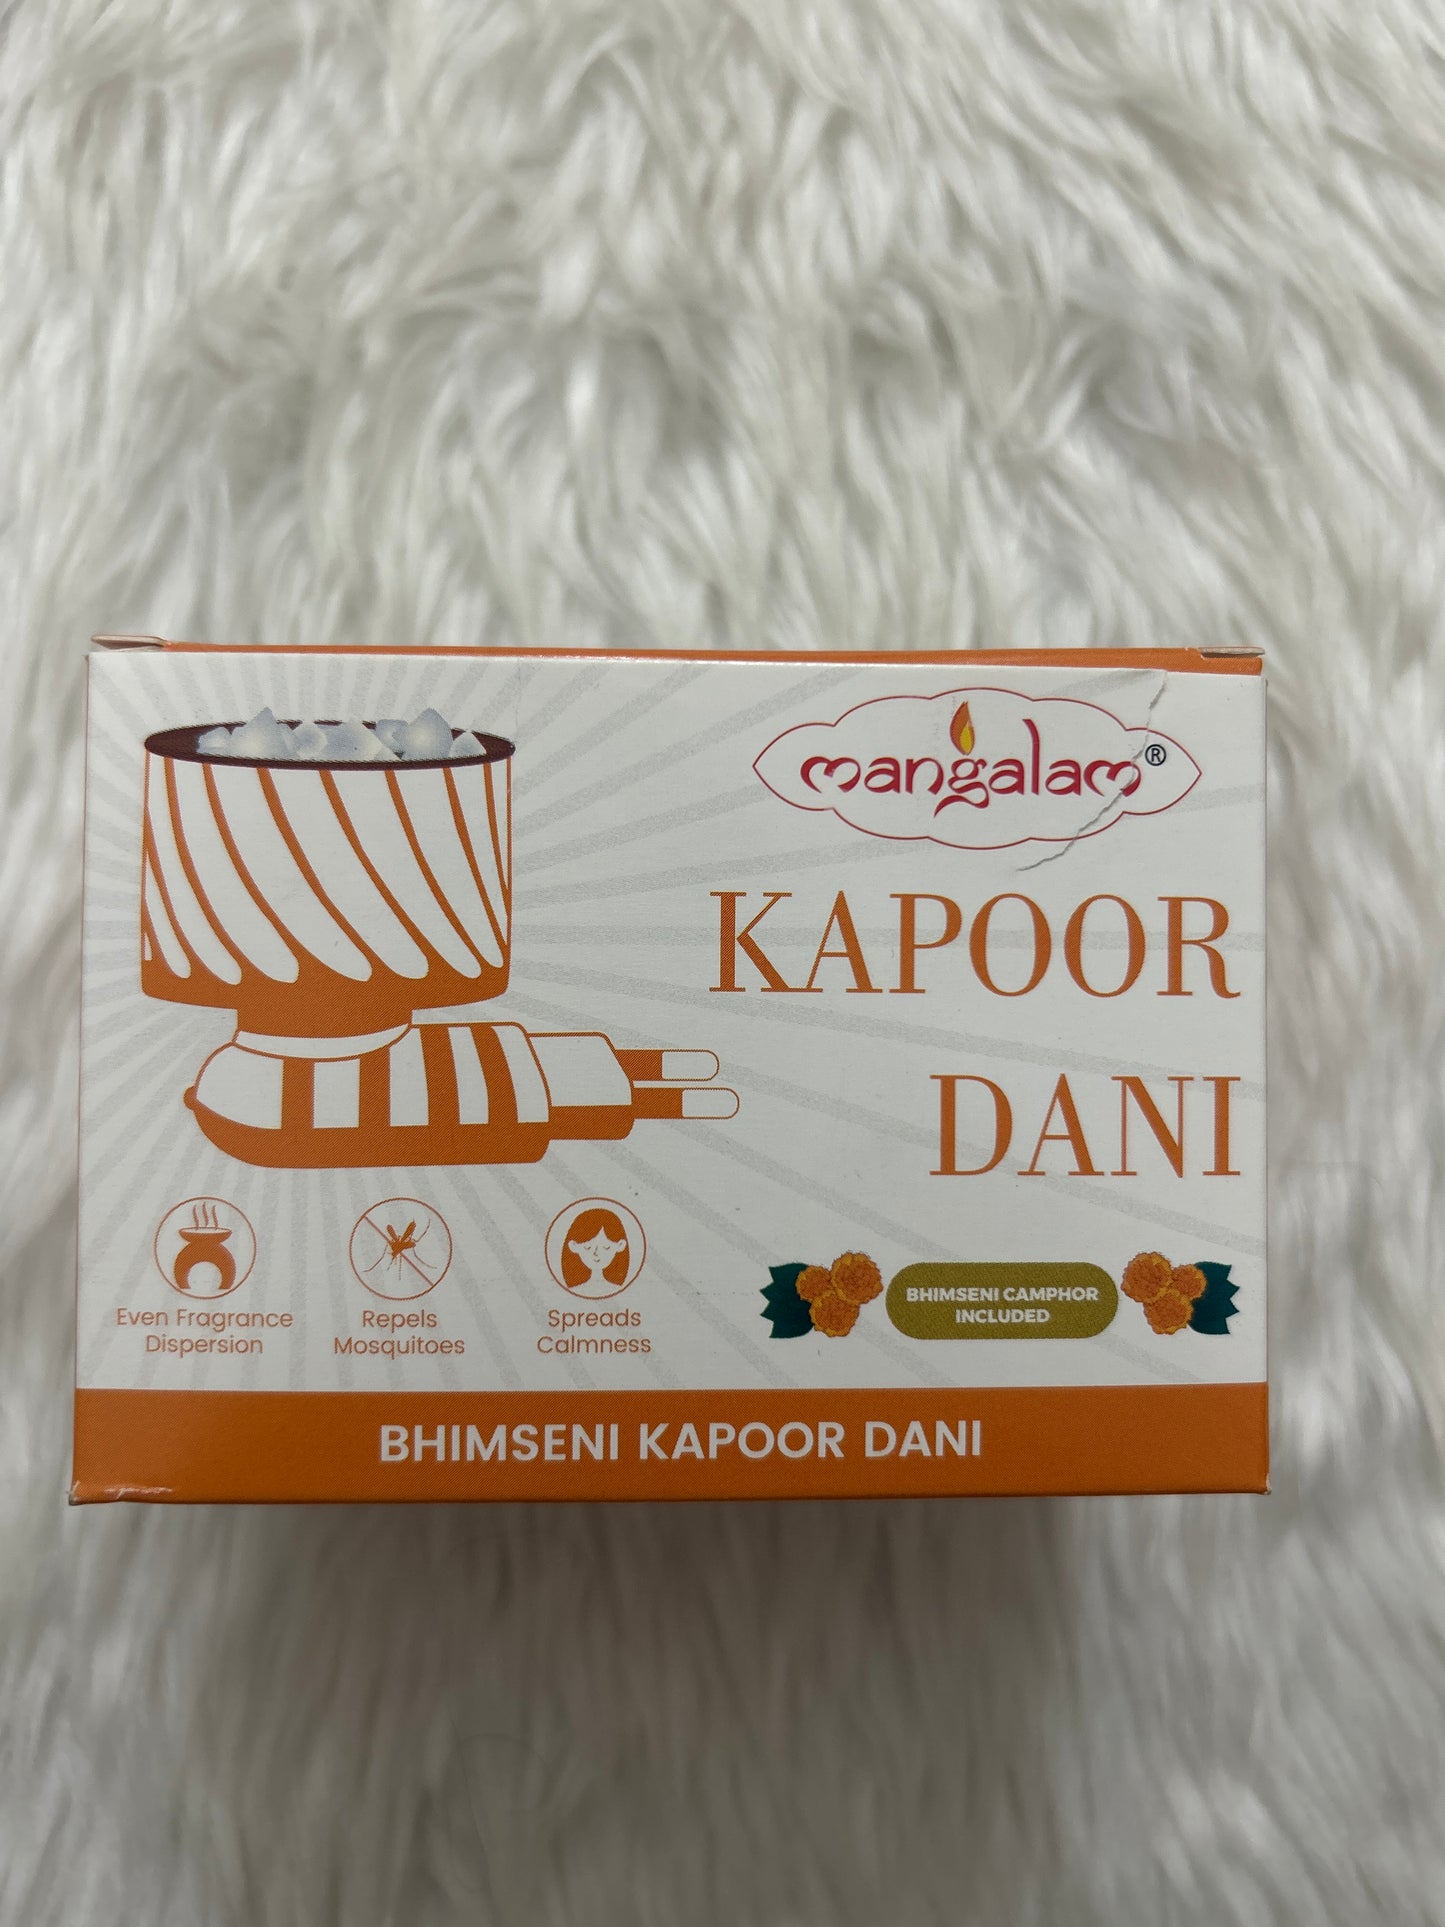 mangalam®
KAPOOR
DANI
Even Fragrance
Dispersion
Repels
Mosquitoes
Spreads
Calmness
BHIMSENI CAMPHOR
INCLUDED
BHIMSENI KAPOOR DANI